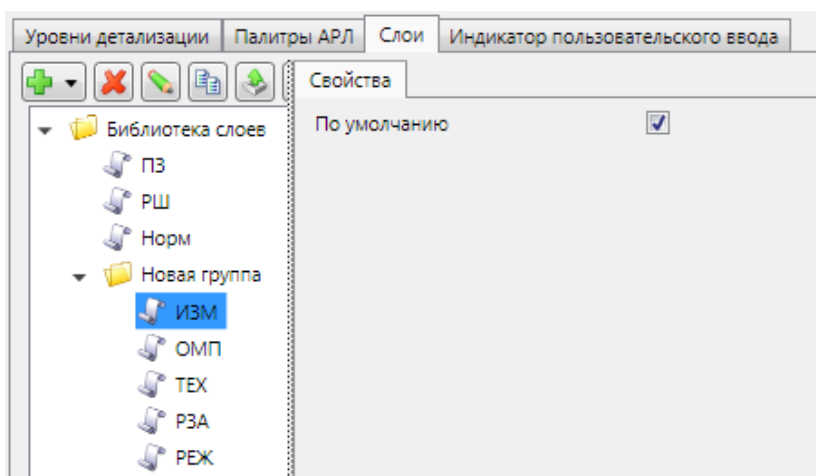 Уровни детализации Палитры АРЛ Слои Индикатор пользовательского ввода
Свойства
Библиотека слоев
По умолчанию
ПЗ
РШ
Норм
Новая группа
ИЗМ
ОМП
ТЕХ
РЗА
РЕЖ